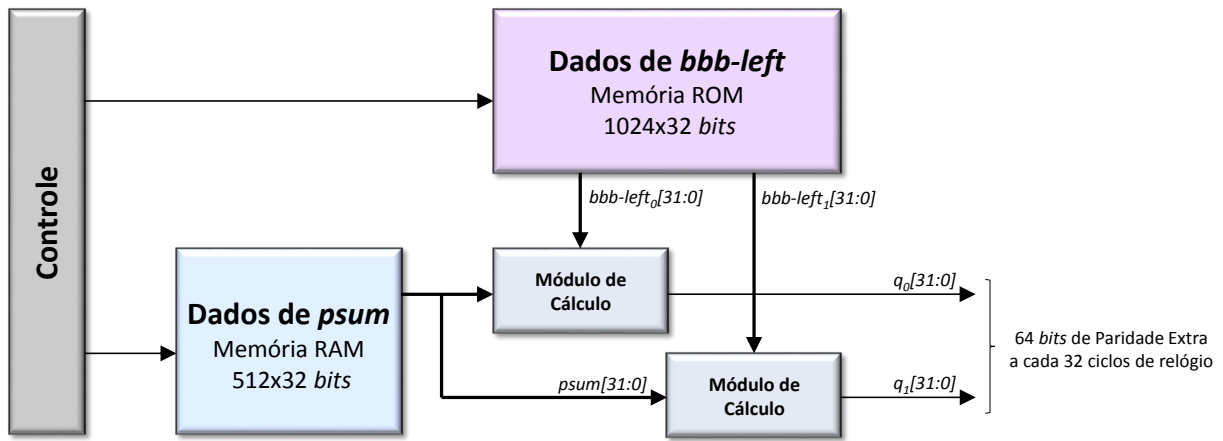 Controle
Dados de bbb-left
Memória ROM
1024x32 bits
bbb-left₀[31:0]
bbb-left₁[31:0]
Dados de psum
Memória RAM
512x32 bits
Módulo de
Cálculo
q₀[31:0]
psum[31:0]
Módulo de
Cálculo
q₁[31:0]
64 bits de Paridade Extra
a cada 32 ciclos de relógio